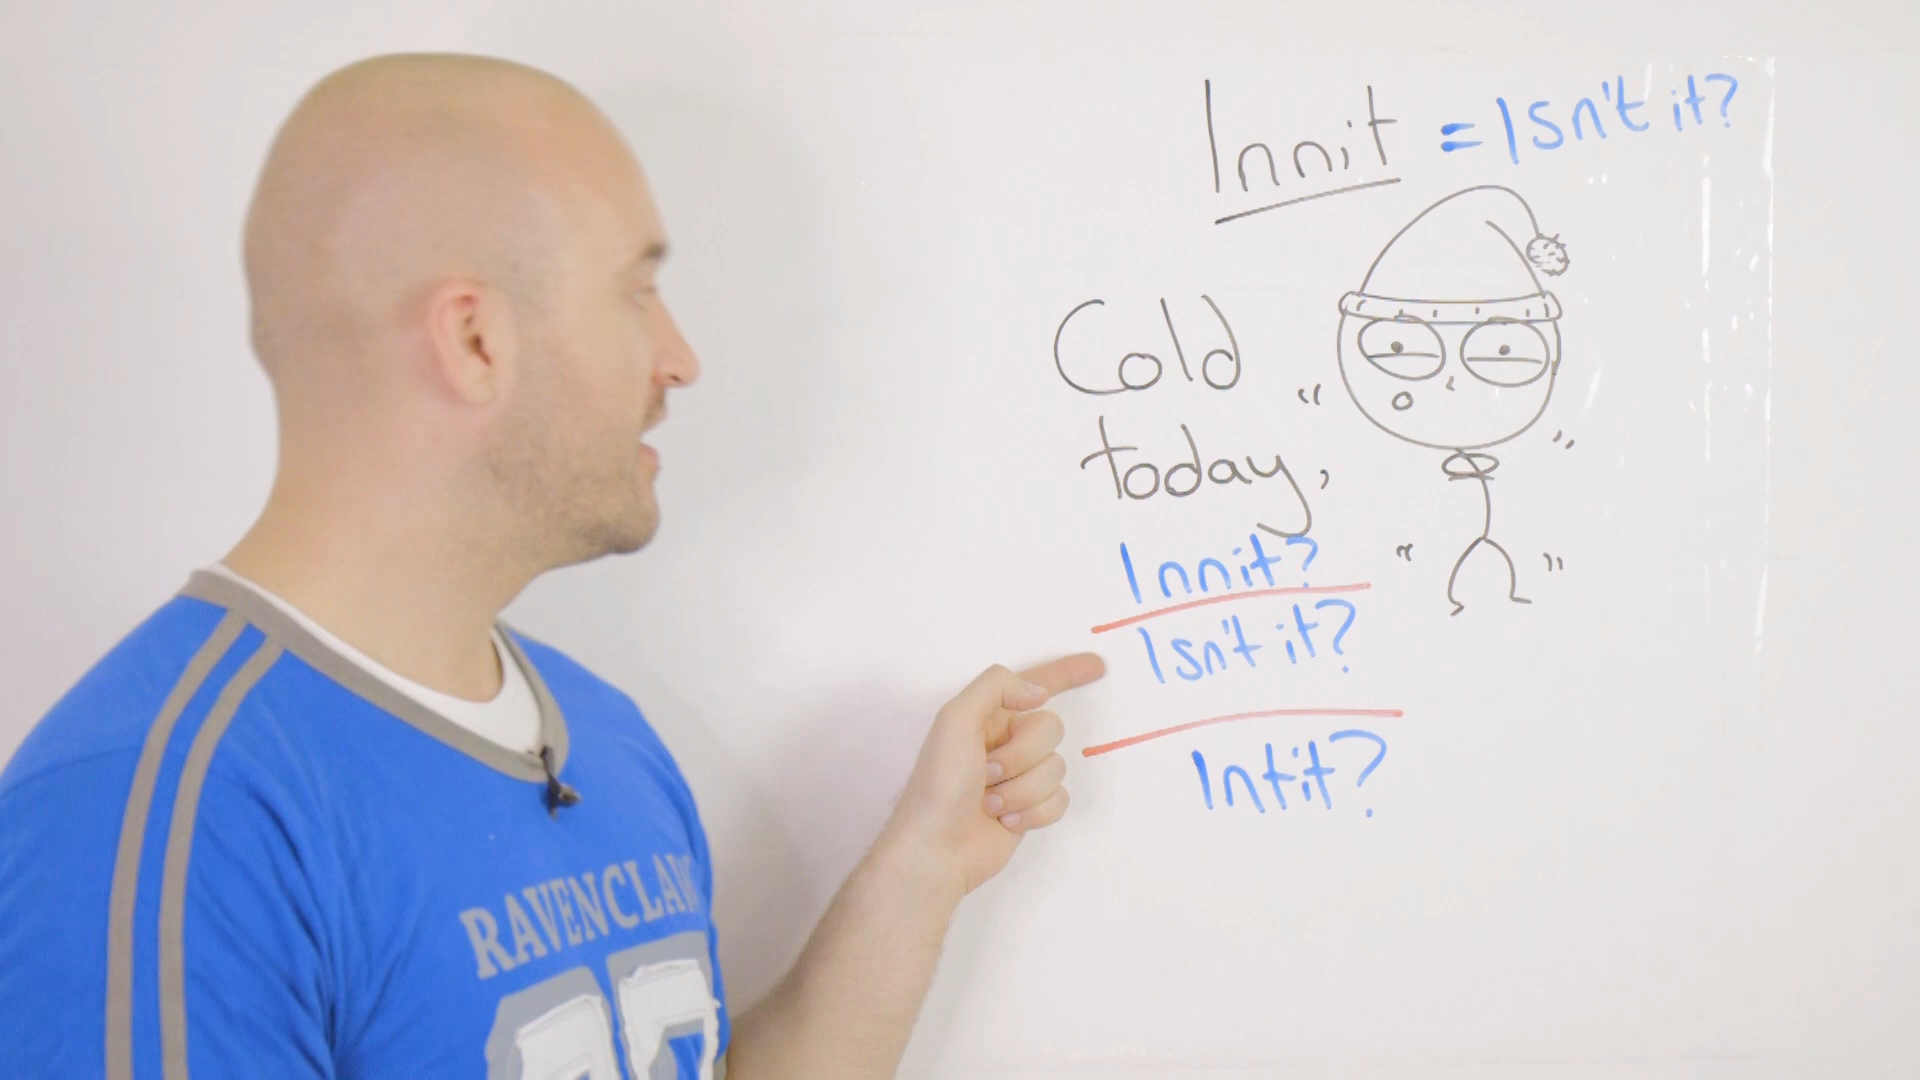 Innit = Isn't it?
Cold
today,
Innit?
Isn't it?
Intit?
RAVENCLAW